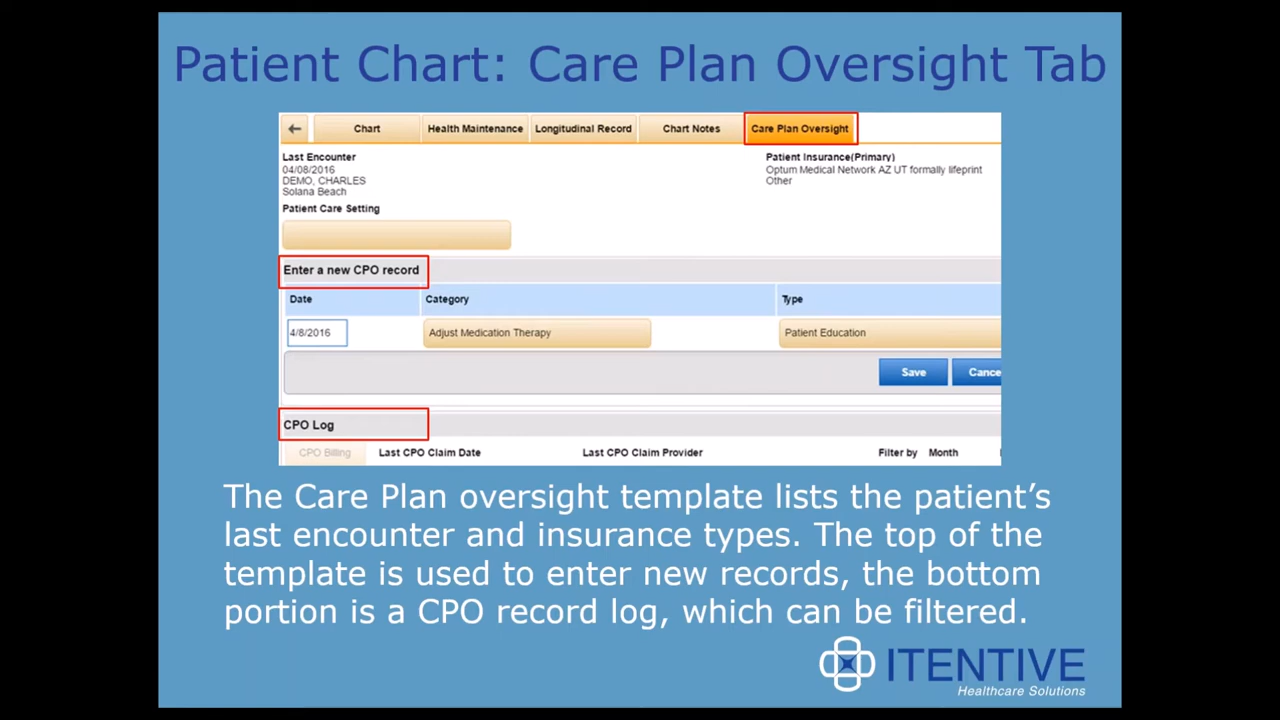 Patient Chart: Care Plan Oversight Tab
Chart Health Maintenance Longitudinal Record Chart Notes Care Plan Oversight
Last Encounter
04/08/2016
DEMO, CHARLES
Solana Beach
Patient Insurance(Primary)
Optum Medical Network AZ UT formally lifeprint
Other
Patient Care Setting
Enter a new CPO record
Date Category Type
4/8/2016 Adjust Medication Therapy Patient Education
Save Cance
CPO Log
CPO Billing Last CPO Claim Date Last CPO Claim Provider Filter by Month
The Care Plan oversight template lists the patient’s
last encounter and insurance types. The top of the
template is used to enter new records, the bottom
portion is a CPO record log, which can be filtered.
ITENTIVE
Healthcare Solutions